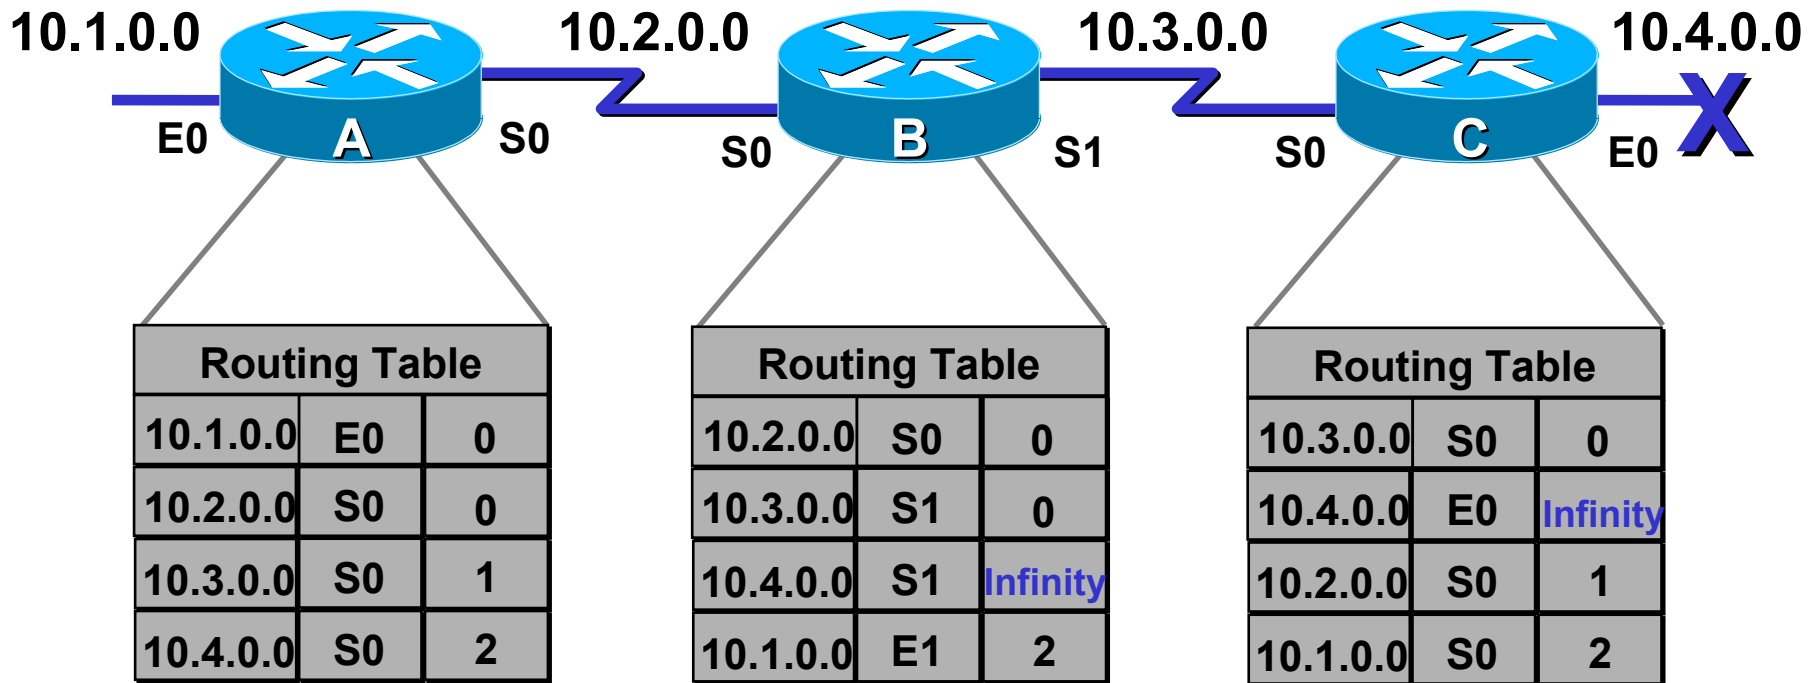 10.1.0.0 10.2.0.0 10.3.0.0 10.4.0.0
E0 A S0 S0 B S1 S0 C E0 X
Routing Table
10.1.0.0 E0 0
10.2.0.0 S0 0
10.3.0.0 S0 1
10.4.0.0 S0 2
Routing Table
10.2.0.0 S0 0
10.3.0.0 S1 0
10.4.0.0 S1 Infinity
10.1.0.0 E1 2
Routing Table
10.3.0.0 S0 0
10.4.0.0 E0 Infinity
10.2.0.0 S0 1
10.1.0.0 S0 2